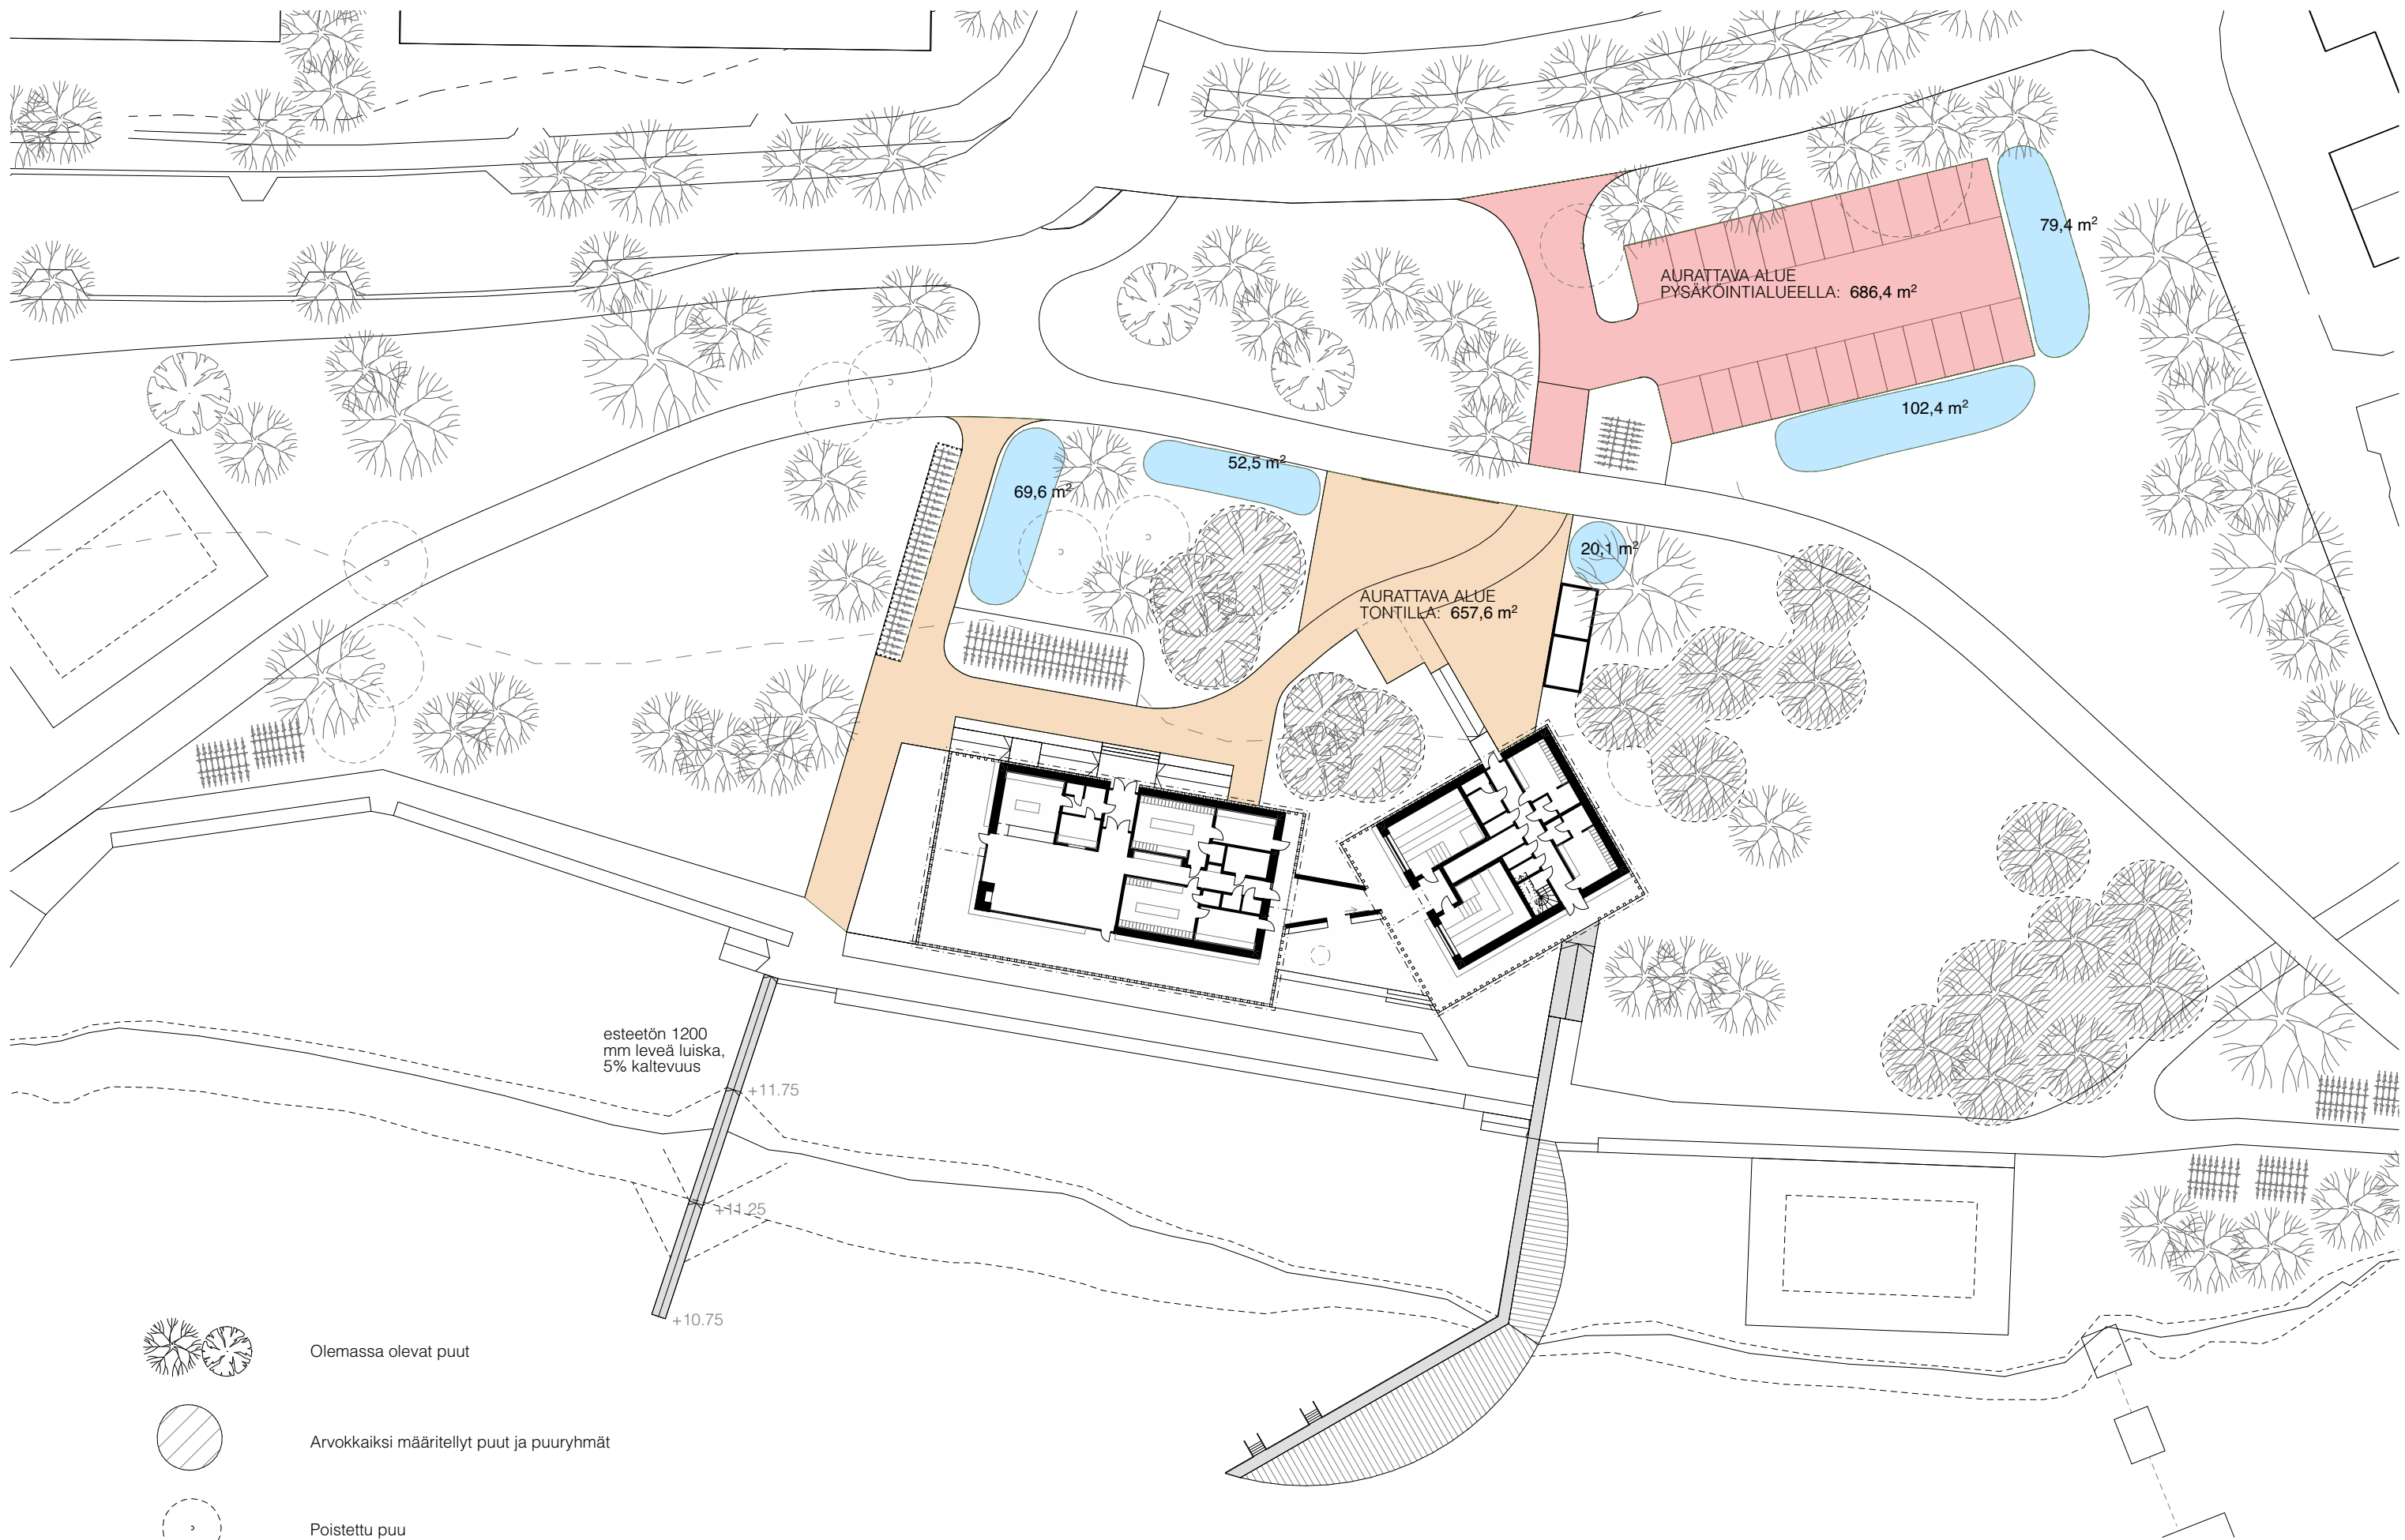 79,4 m²
AURATTAVA ALUE
PYSÄKÖINTIALUEELLA: 686,4 m²
102,4 m²
52,5 m²
69,6 m²
20,1 m²
AURATTAVA ALUE
TONTILLA: 657,6 m²
esteetön 1200
mm leveä luiska,
5% kaltevuus
+11.75
+11.25
+10.75
Olemassa olevat puut
Arvokkaiksi määritellyt puut ja puuryhmät
Poistettu puu